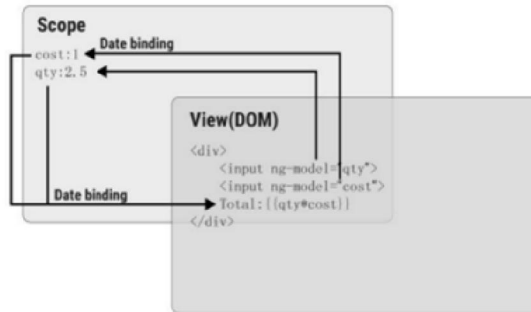 Scope
Date binding
cost:1
qty:2.5
View(DOM)
<div>
<input ng-model="qty">
<input ng-model="cost">
Date binding
Total:{{qty*cost}}
</div>